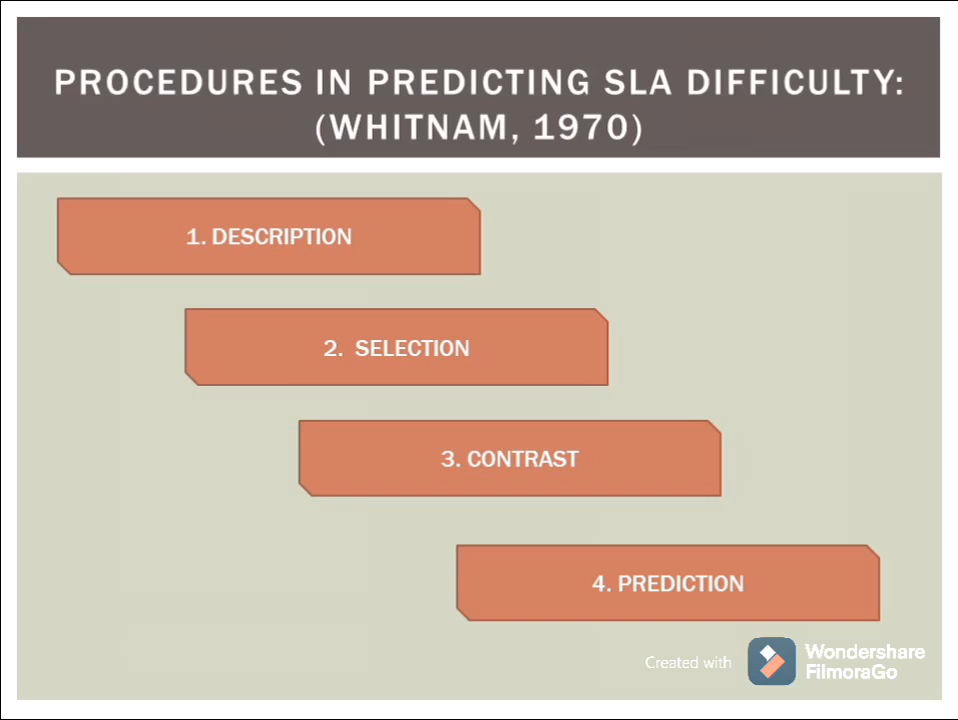 PROCEDURES IN PREDICTING SLA DIFFICULTY:
(WHITNAM, 1970)
1. DESCRIPTION
2. SELECTION
3. CONTRAST
4. PREDICTION
Created with
Wondershare
FilmoraGo